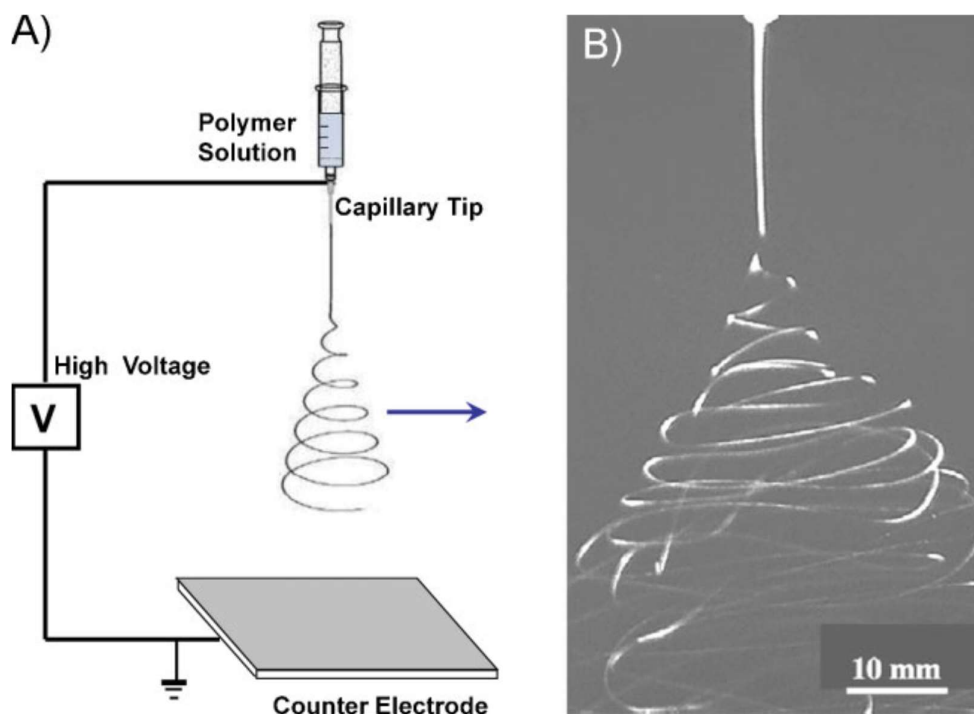 A)
Polymer
Solution
Capillary Tip
High Voltage
V
Counter Electrode
B)
10 mm